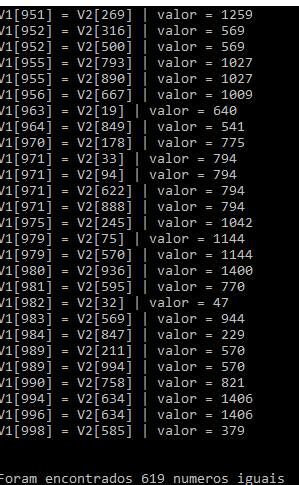 V1[951] = V2[269] | valor = 1259
V1[952] = V2[316] | valor = 569
V1[952] = V2[500] | valor = 569
V1[955] = V2[793] | valor = 1027
V1[955] = V2[890] | valor = 1027
V1[956] = V2[667] | valor = 1009
V1[963] = V2[19] | valor = 640
V1[964] = V2[849] | valor = 541
V1[970] = V2[178] | valor = 775
V1[971] = V2[33] | valor = 794
V1[971] = V2[94] | valor = 794
V1[971] = V2[622] | valor = 794
V1[971] = V2[888] | valor = 794
V1[975] = V2[245] | valor = 1042
V1[979] = V2[75] | valor = 1144
V1[979] = V2[570] | valor = 1144
V1[980] = V2[936] | valor = 1400
V1[981] = V2[595] | valor = 770
V1[982] = V2[32] | valor = 47
V1[983] = V2[569] | valor = 944
V1[984] = V2[847] | valor = 229
V1[989] = V2[211] | valor = 570
V1[989] = V2[994] | valor = 570
V1[990] = V2[758] | valor = 821
V1[994] = V2[634] | valor = 1406
V1[996] = V2[634] | valor = 1406
V1[998] = V2[585] | valor = 379
Foram encontrados 619 numeros iguais